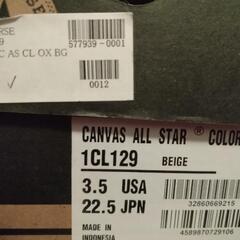 RSE
9
577939-0001
C AS CL OX BG
0012
CANVAS ALL STAR ® COLOR
1CL129 BEIGE
3.5 USA
22.5 JPN
32860669215
MADE IN
INDONESIA
4589870729106